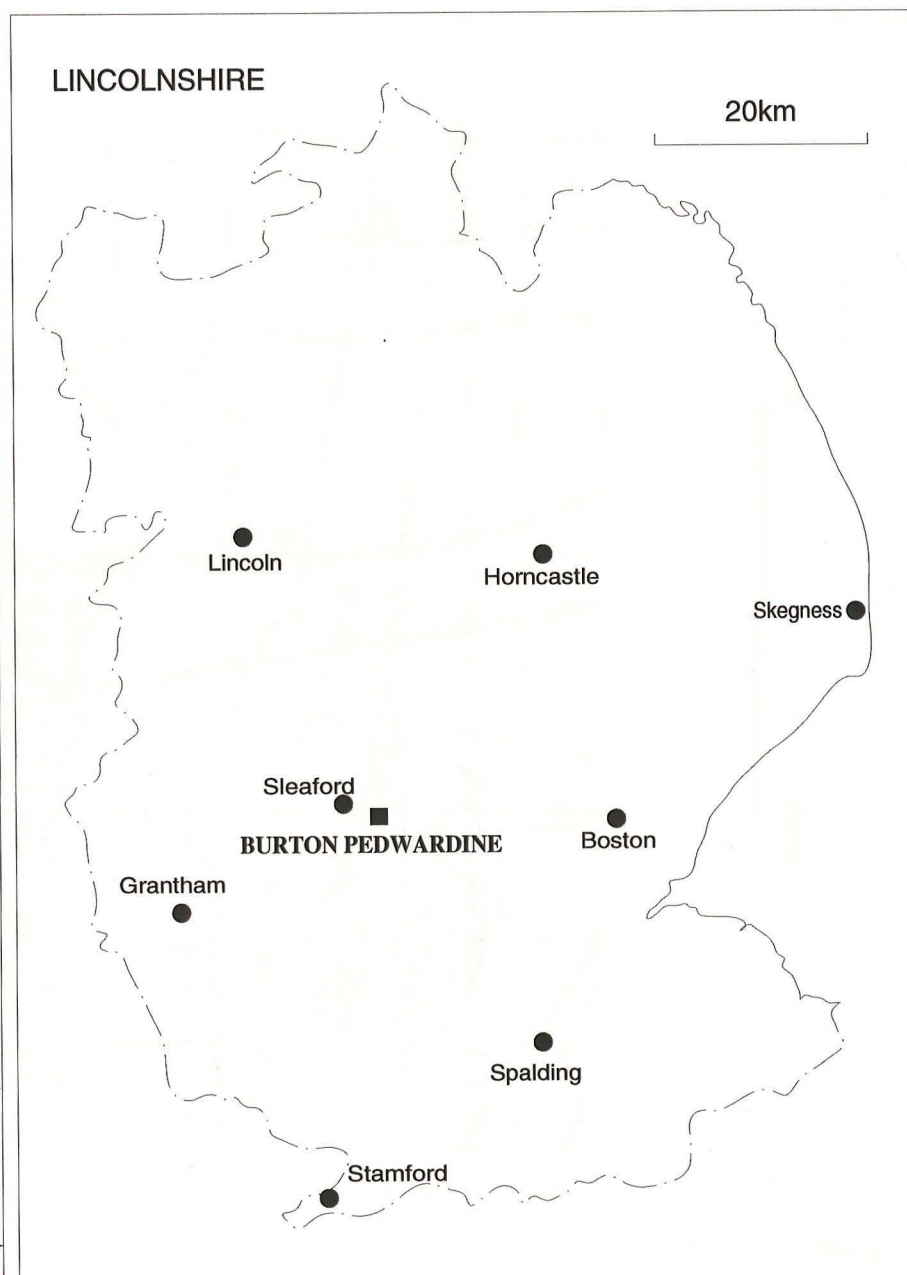 LINCOLNSHIRE
20km
Lincoln
Horncastle
Skegness
Sleaford
BURTON PEDWARDINE
Boston
Grantham
Spalding
Stamford